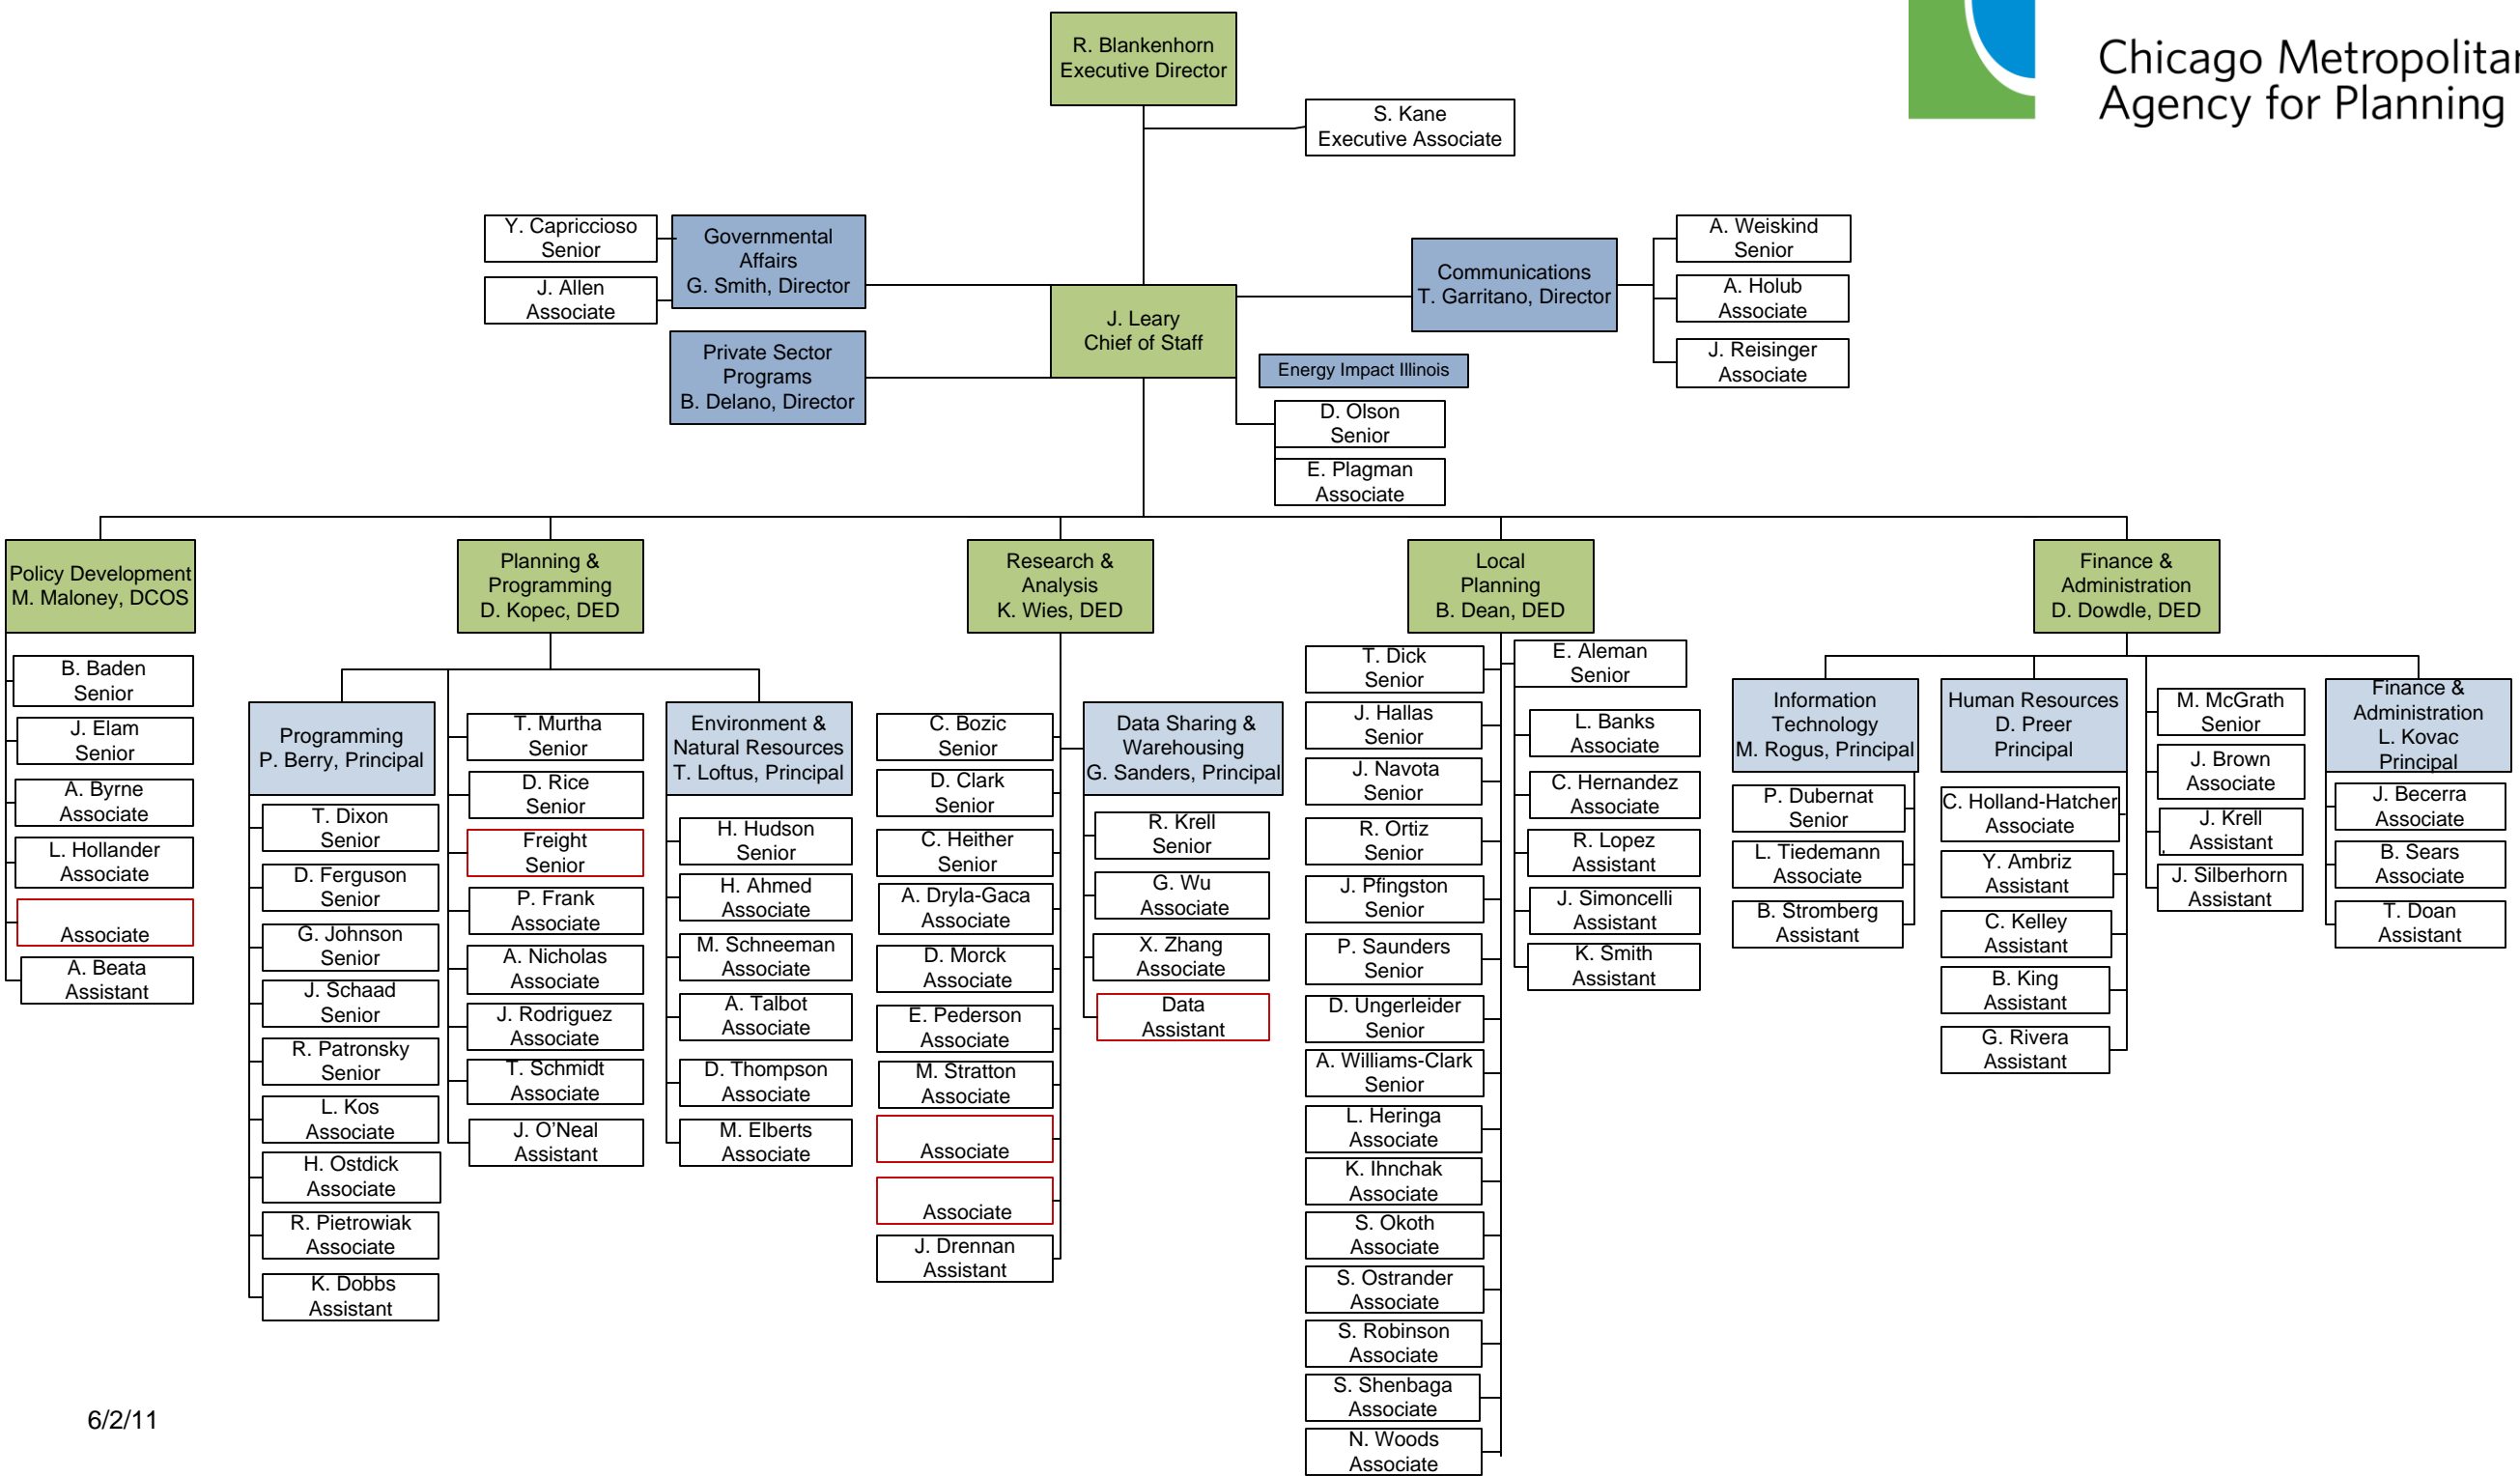 R. Blankenhorn
Executive Director
Chicago Metropolitan
Agency for Planning
S. Kane
Executive Associate
Y. Capriccioso
Senior
J. Allen
Associate
Governmental
Affairs
G. Smith, Director
Private Sector
Programs
B. Delano, Director
J. Leary
Chief of Staff
Communications
T. Garritano, Director
A. Weiskind
Senior
A. Holub
Associate
J. Reisinger
Associate
Energy Impact Illinois
D. Olson
Senior
E. Plagman
Associate
Policy Development
M. Maloney, DCOS
B. Baden
Senior
J. Elam
Senior
A. Byrne
Associate
L. Hollander
Associate
Associate
A. Beata
Assistant
Planning &
Programming
D. Kopec, DED
Programming
P. Berry, Principal
T. Dixon
Senior
D. Ferguson
Senior
G. Johnson
Senior
J. Schaad
Senior
R. Patronsky
Senior
L. Kos
Associate
H. Ostdick
Associate
R. Pietrowiak
Associate
K. Dobbs
Assistant
T. Murtha
Senior
D. Rice
Senior
Freight
Senior
P. Frank
Associate
A. Nicholas
Associate
J. Rodriguez
Associate
T. Schmidt
Associate
J. O’Neal
Assistant
Environment &
Natural Resources
T. Loftus, Principal
H. Hudson
Senior
H. Ahmed
Associate
M. Schneeman
Associate
A. Talbot
Associate
D. Thompson
Associate
M. Elberts
Associate
Research &
Analysis
K. Wies, DED
C. Bozic
Senior
D. Clark
Senior
C. Heither
Senior
A. Dryla-Gaca
Associate
D. Morck
Associate
E. Pederson
Associate
M. Stratton
Associate
Associate
Associate
J. Drennan
Assistant
Data Sharing &
Warehousing
G. Sanders, Principal
R. Krell
Senior
G. Wu
Associate
X. Zhang
Associate
Data
Assistant
Local
Planning
B. Dean, DED
T. Dick
Senior
J. Hallas
Senior
J. Navota
Senior
R. Ortiz
Senior
J. Pfingston
Senior
P. Saunders
Senior
D. Ungerleider
Senior
A. Williams-Clark
Senior
L. Heringa
Associate
K. Ihnchak
Associate
S. Okoth
Associate
S. Ostrander
Associate
S. Robinson
Associate
S. Shenbaga
Associate
N. Woods
Associate
E. Aleman
Senior
L. Banks
Associate
C. Hernandez
Associate
R. Lopez
Assistant
J. Simoncelli
Assistant
K. Smith
Assistant
Finance &
Administration
D. Dowdle, DED
Information
Technology
M. Rogus, Principal
P. Dubernat
Senior
L. Tiedemann
Associate
B. Stromberg
Assistant
Human Resources
D. Preer
Principal
C. Holland-Hatcher
Associate
Y. Ambriz
Assistant
C. Kelley
Assistant
B. King
Assistant
G. Rivera
Assistant
M. McGrath
Senior
J. Brown
Associate
J. Krell
Assistant
J. Silberhorn
Assistant
Finance &
Administration
L. Kovac
Principal
J. Becerra
Associate
B. Sears
Associate
T. Doan
Assistant
6/2/11